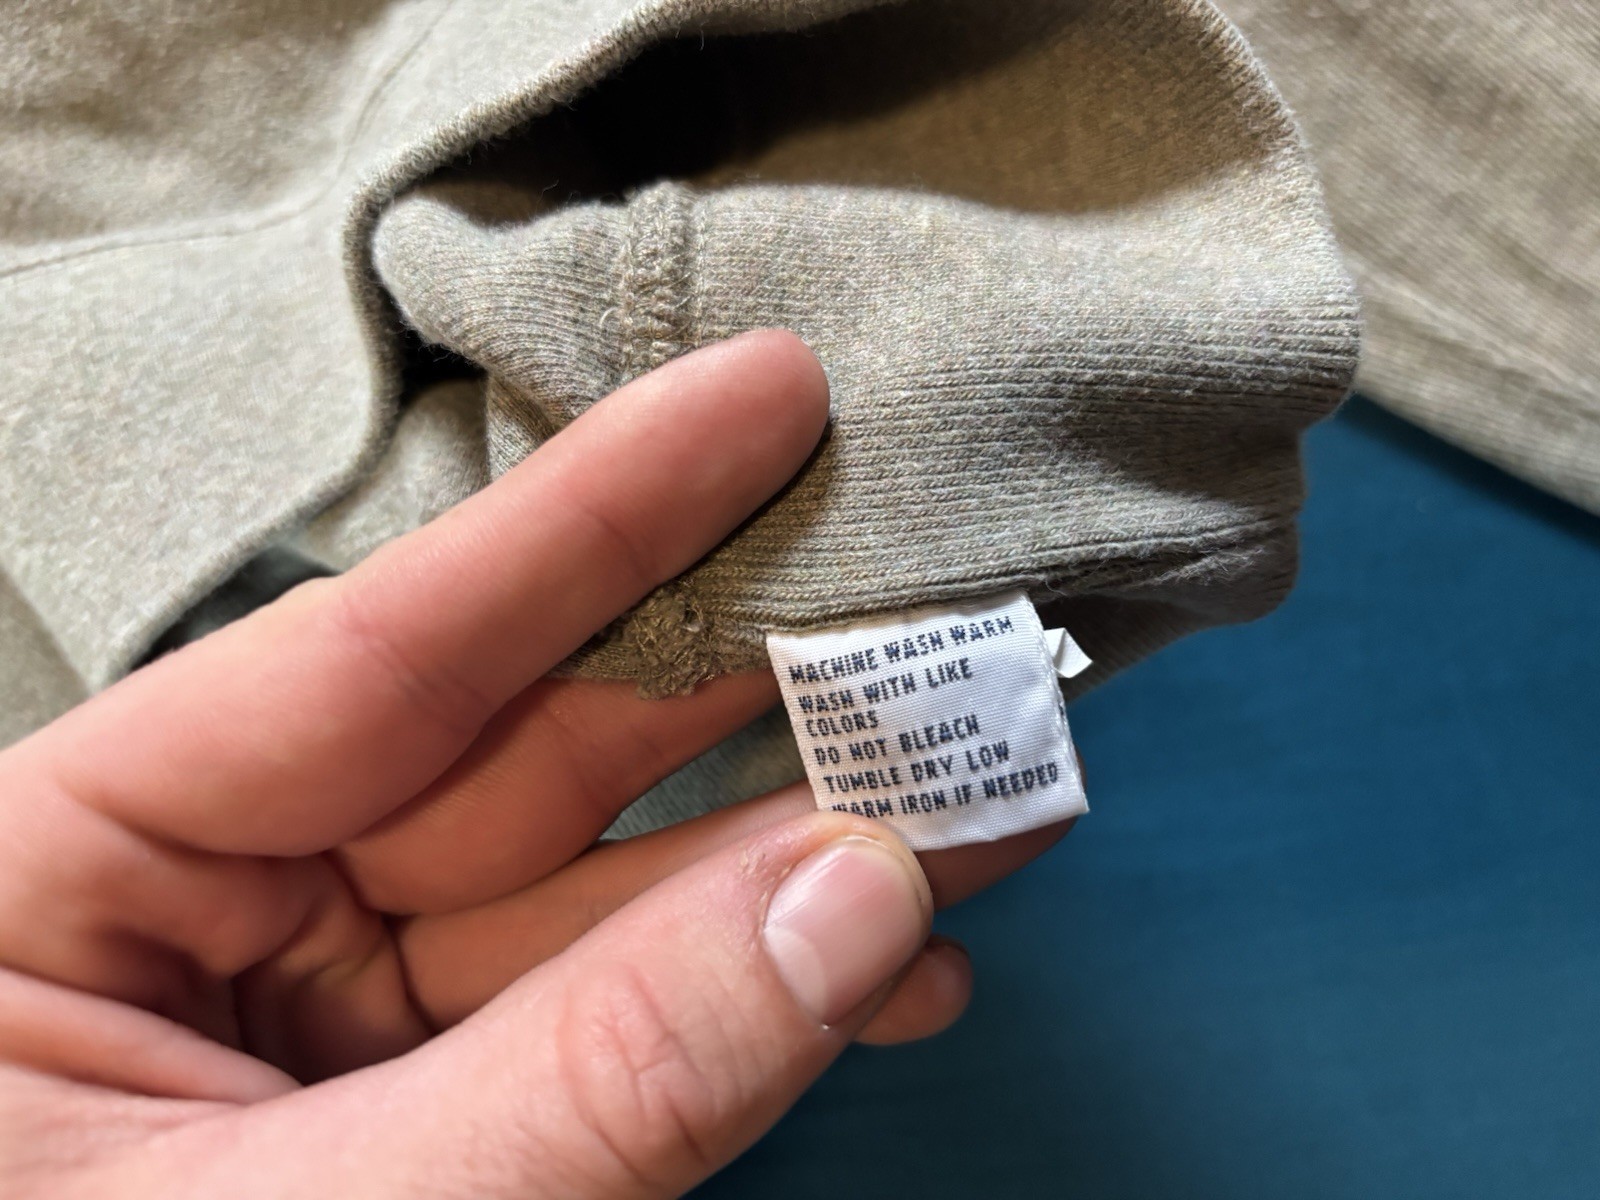 MACHINE WASH WARM
WASH WITH LIKE
COLORS
DO NOT BLEACH
TUMBLE DRY LOW
WARM IRON IF NEEDED